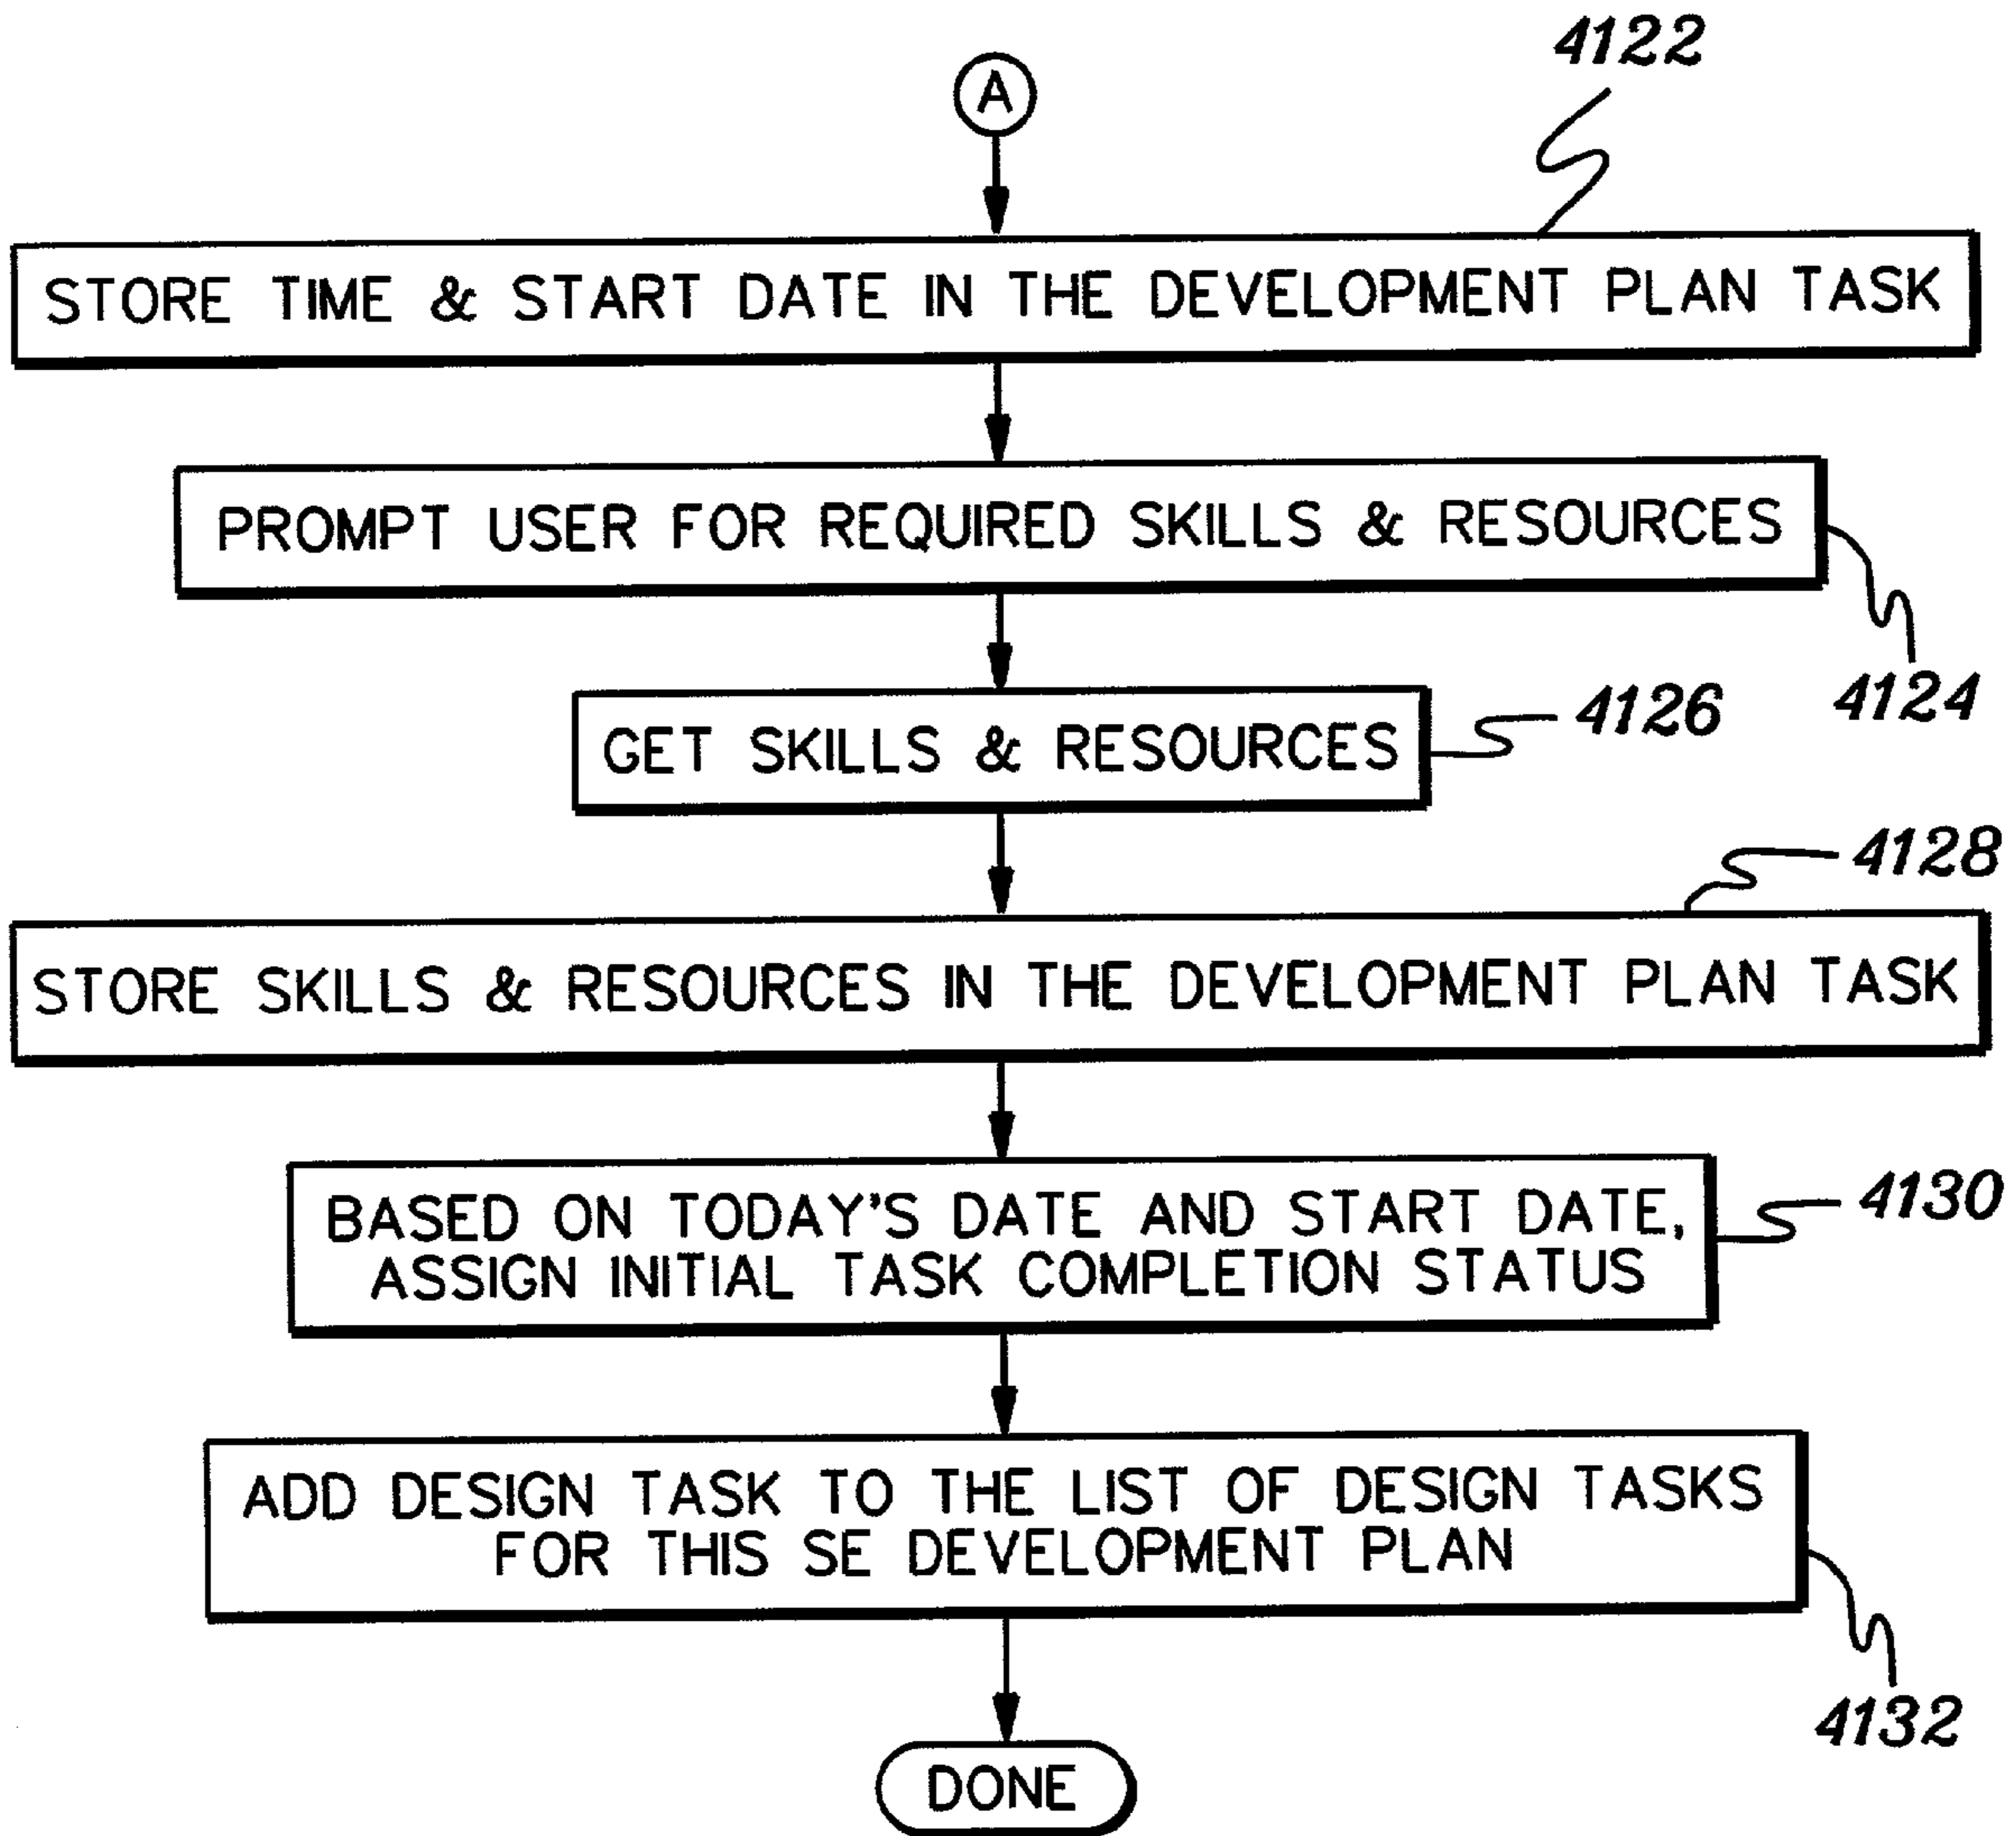 4122
A
STORE TIME & START DATE IN THE DEVELOPMENT PLAN TASK
PROMPT USER FOR REQUIRED SKILLS & RESOURCES
4124
GET SKILLS & RESOURCES
4126
4128
STORE SKILLS & RESOURCES IN THE DEVELOPMENT PLAN TASK
BASED ON TODAY'S DATE AND START DATE,
ASSIGN INITIAL TASK COMPLETION STATUS
4130
ADD DESIGN TASK TO THE LIST OF DESIGN TASKS
FOR THIS SE DEVELOPMENT PLAN
4132
DONE